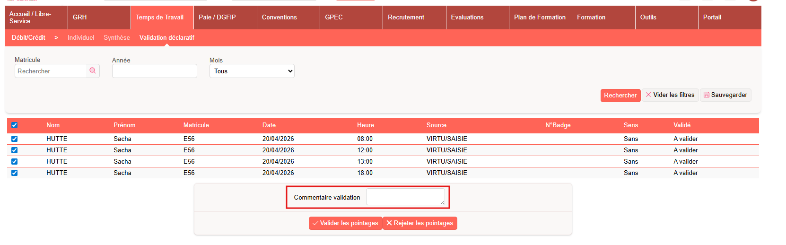 Accueil / Libre-Service GRH Temps de Travail Paie / DGFIP Conventions GPEC Recrutement Evaluations Plan de Formation Formation Outils Portail
Débit/Crédit > Individuel Synthèse Validation déclaratif
Matricule Année Mois
Rechercher Tous
Rechercher Vider les filtres Sauvegarder
Nom Prénom Matricule Date Heure Source N°Badge Sens Validé
HUTTE Sacha E56 20/04/2026 08:00 VIRTU/SAISIE Sans A valider
HUTTE Sacha E56 20/04/2026 12:00 VIRTU/SAISIE Sans A valider
HUTTE Sacha E56 20/04/2026 13:00 VIRTU/SAISIE Sans A valider
HUTTE Sacha E56 20/04/2026 18:00 VIRTU/SAISIE Sans A valider
Commentaire validation
Valider les pointages Rejeter les pointages